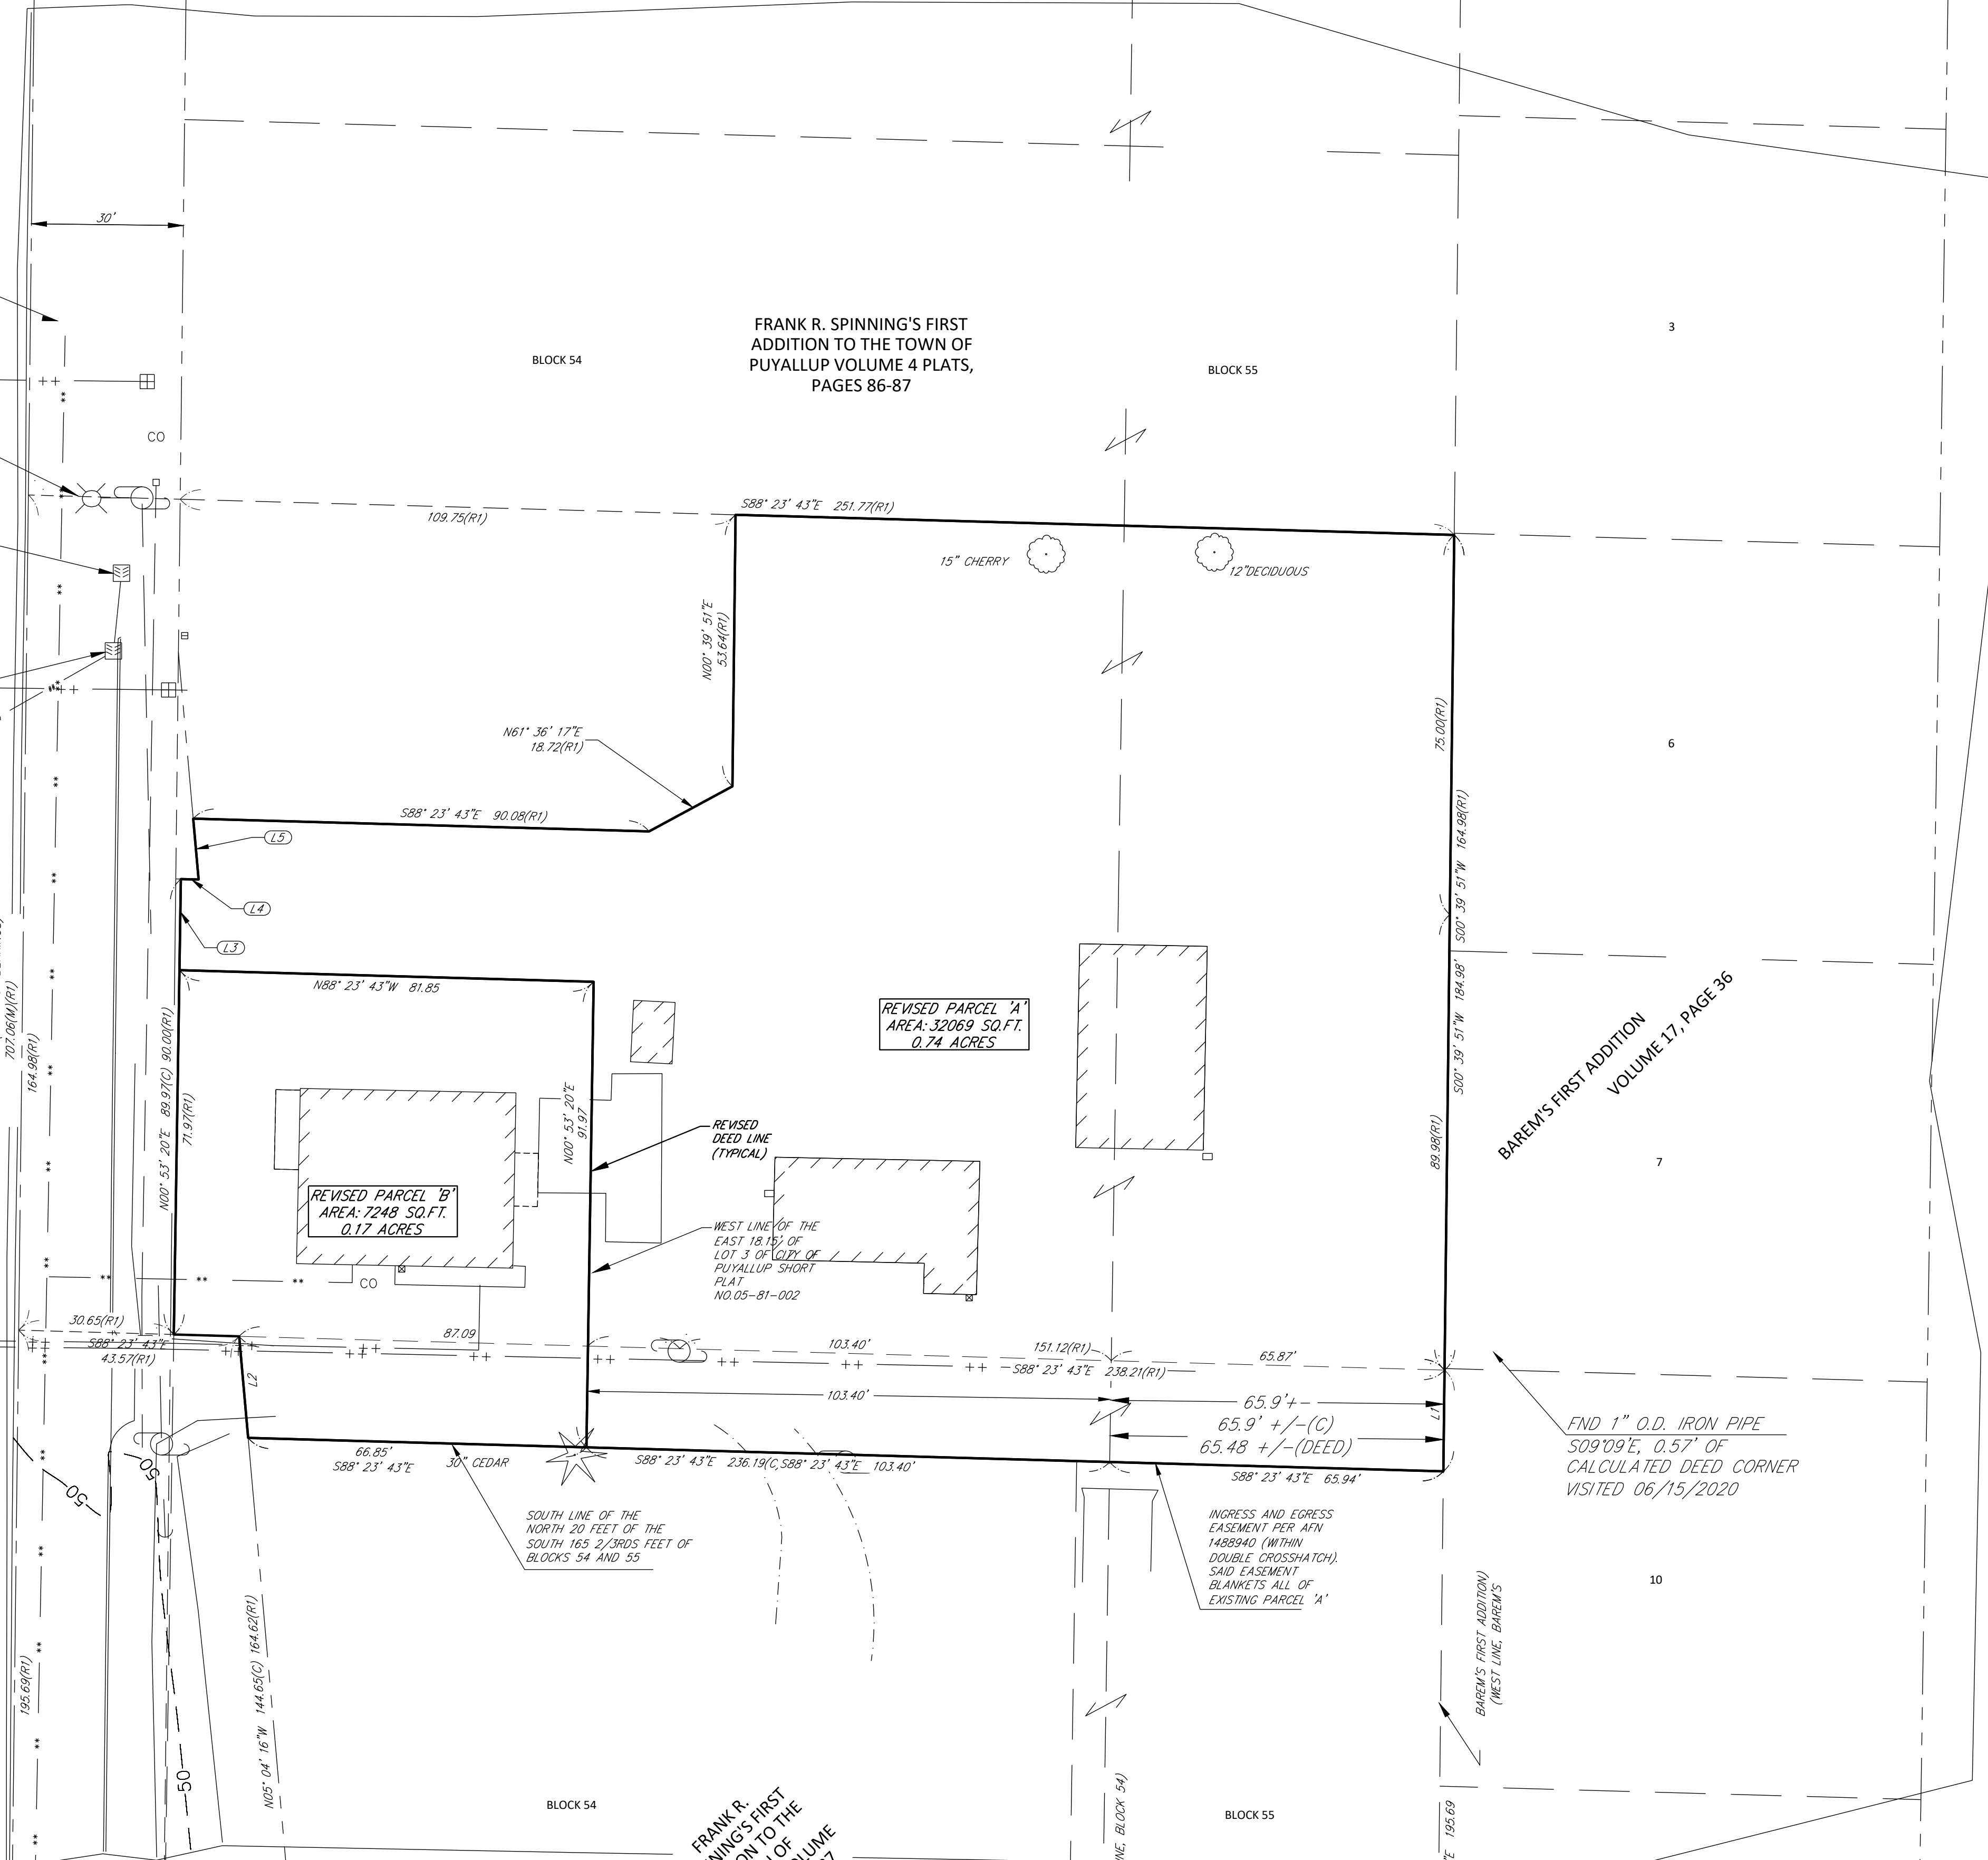 30'
FRANK R. SPINNING'S FIRST
ADDITION TO THE TOWN OF
PUYALLUP VOLUME 4 PLATS,
PAGES 86-87
BLOCK 54
BLOCK 55
3
++
**
CO
109.75(R1)
S88° 23' 43"E 251.77(R1)
15" CHERRY
12"DECIDUOUS
N00° 39' 51"E
53.64(R1)
N61° 36' 17"E
18.72(R1)
75.00(R1)
6
S88° 23' 43"E 90.08(R1)
L5
L4
L3
S00° 39' 51"W 164.98(R1)
S00° 39' 51"W 184.98'
N88° 23' 43"W 81.85
REVISED PARCEL 'A'
AREA: 32069 SQ.FT.
0.74 ACRES
BAREM'S FIRST ADDITION
VOLUME 17, PAGE 36
707.06(M)(R1)
164.98(R1)
N00° 53' 20"E 89.97(C) 90.00(R1)
71.97(R1)
N00° 53' 20"E
91.97
REVISED
DEED LINE
(TYPICAL)
89.98(R1)
7
REVISED PARCEL 'B'
AREA: 7248 SQ.FT.
0.17 ACRES
WEST LINE OF THE
EAST 18.15' OF
LOT 3 OF CITY OF
PUYALLUP SHORT
PLAT
NO.05-81-002
CO
30.65(R1)
S88° 23' 43"E
43.57(R1)
87.09
103.40'
151.12(R1)
65.87'
S88° 23' 43"E 238.21(R1)
L2
103.40'
65.9'+-
65.9' +/-(C)
65.48 +/-(DEED)
L1
FND 1" O.D. IRON PIPE
S09°09'E, 0.57' OF
CALCULATED DEED CORNER
VISITED 06/15/2020
66.85'
S88° 23' 43"E
30" CEDAR
S88° 23' 43"E 236.19(C,
S88° 23' 43"E 103.40'
S88° 23' 43"E 65.94'
50
50
SOUTH LINE OF THE
NORTH 20 FEET OF THE
SOUTH 165 2/3RDS FEET OF
BLOCKS 54 AND 55
INGRESS AND EGRESS
EASEMENT PER AFN
1488940 (WITHIN
DOUBLE CROSSHATCH).
SAID EASEMENT
BLANKETS ALL OF
EXISTING PARCEL 'A'
10
BAREM'S FIRST ADDITION)
(WEST LINE, BAREM'S
195.69(R1)
N05° 04' 16"W 144.65(C) 164.62(R1)
50
BLOCK 54
FRANK R.
NING'S FIRST
ON TO THE
OF
LUME
NE, BLOCK 54)
BLOCK 55
"E 195.69